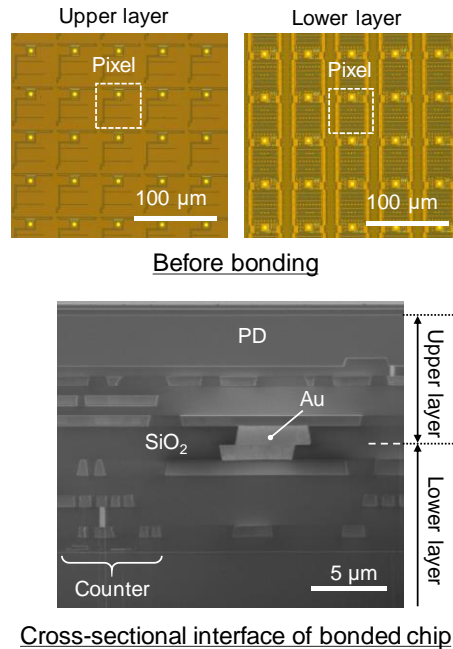 Upper layer
Lower layer
Pixel
Pixel
100 µm
100 µm
Before bonding
PD
Au
SiO2
Upper layer
Lower layer
Counter
5 µm
Cross-sectional interface of bonded chip